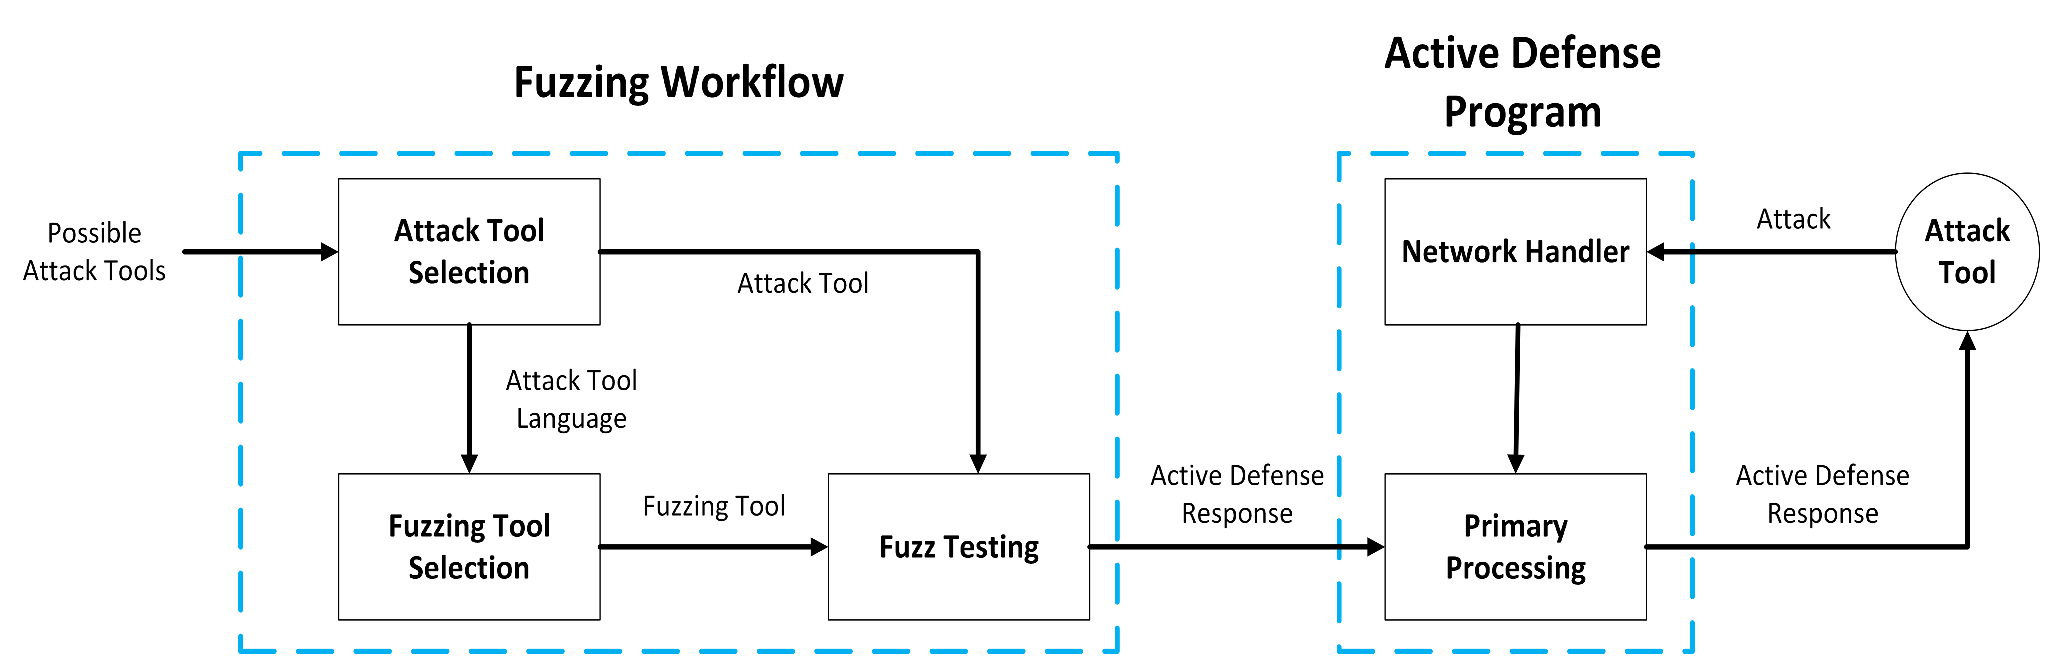 Fuzzing Workflow
Active Defense
Program
Possible
Attack Tools
Attack Tool
Selection
Attack Tool
Attack Tool
Language
Fuzzing Tool
Selection
Fuzzing Tool
Fuzz Testing
Active Defense
Response
Network Handler
Attack
Attack
Tool
Primary
Processing
Active Defense
Response